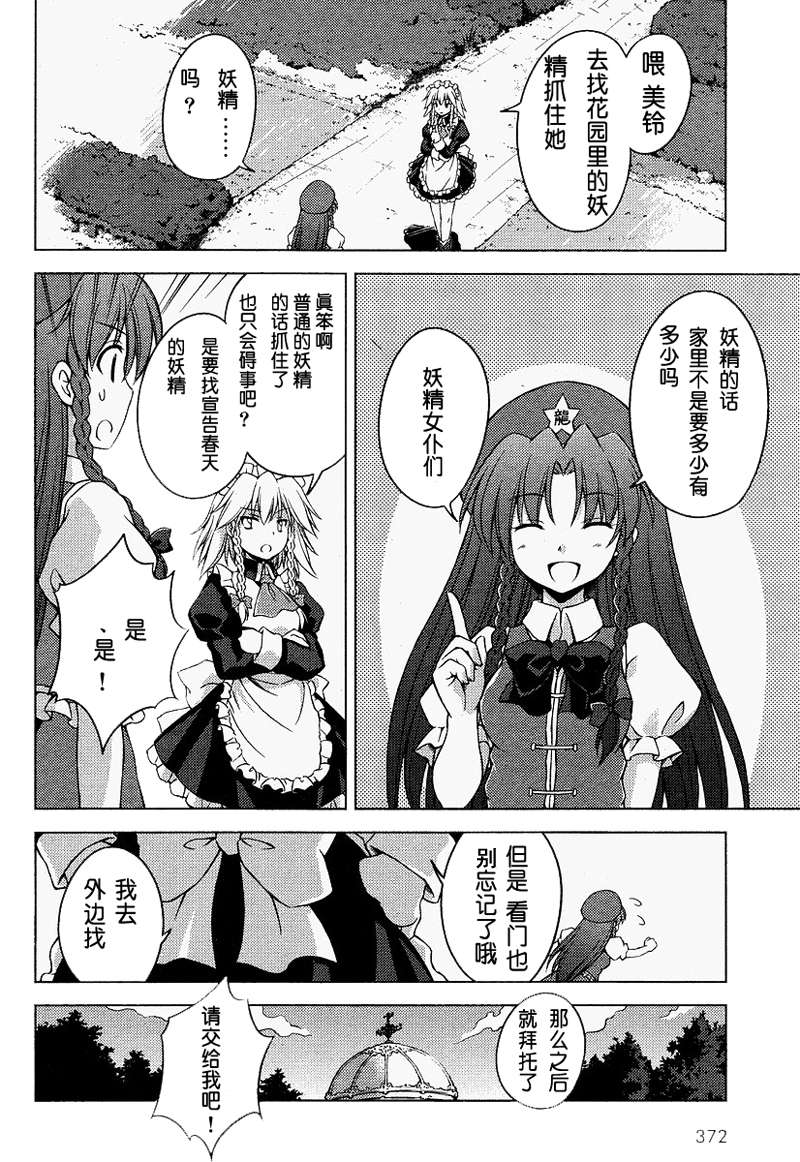 喂 美铃
去找花园里的妖
精抓住她
妖精……
吗？
妖精的话
家里不是要多少有
多少吗
龍
妖精女仆们
眞笨啊
普通的妖精
的话抓住了
也只会碍事吧？
是要找宣告春天
的妖精
是
、是！
但是 看门也
别忘记了哦
我去
外边找
那么之后
就拜托了
请交
给我吧！
372